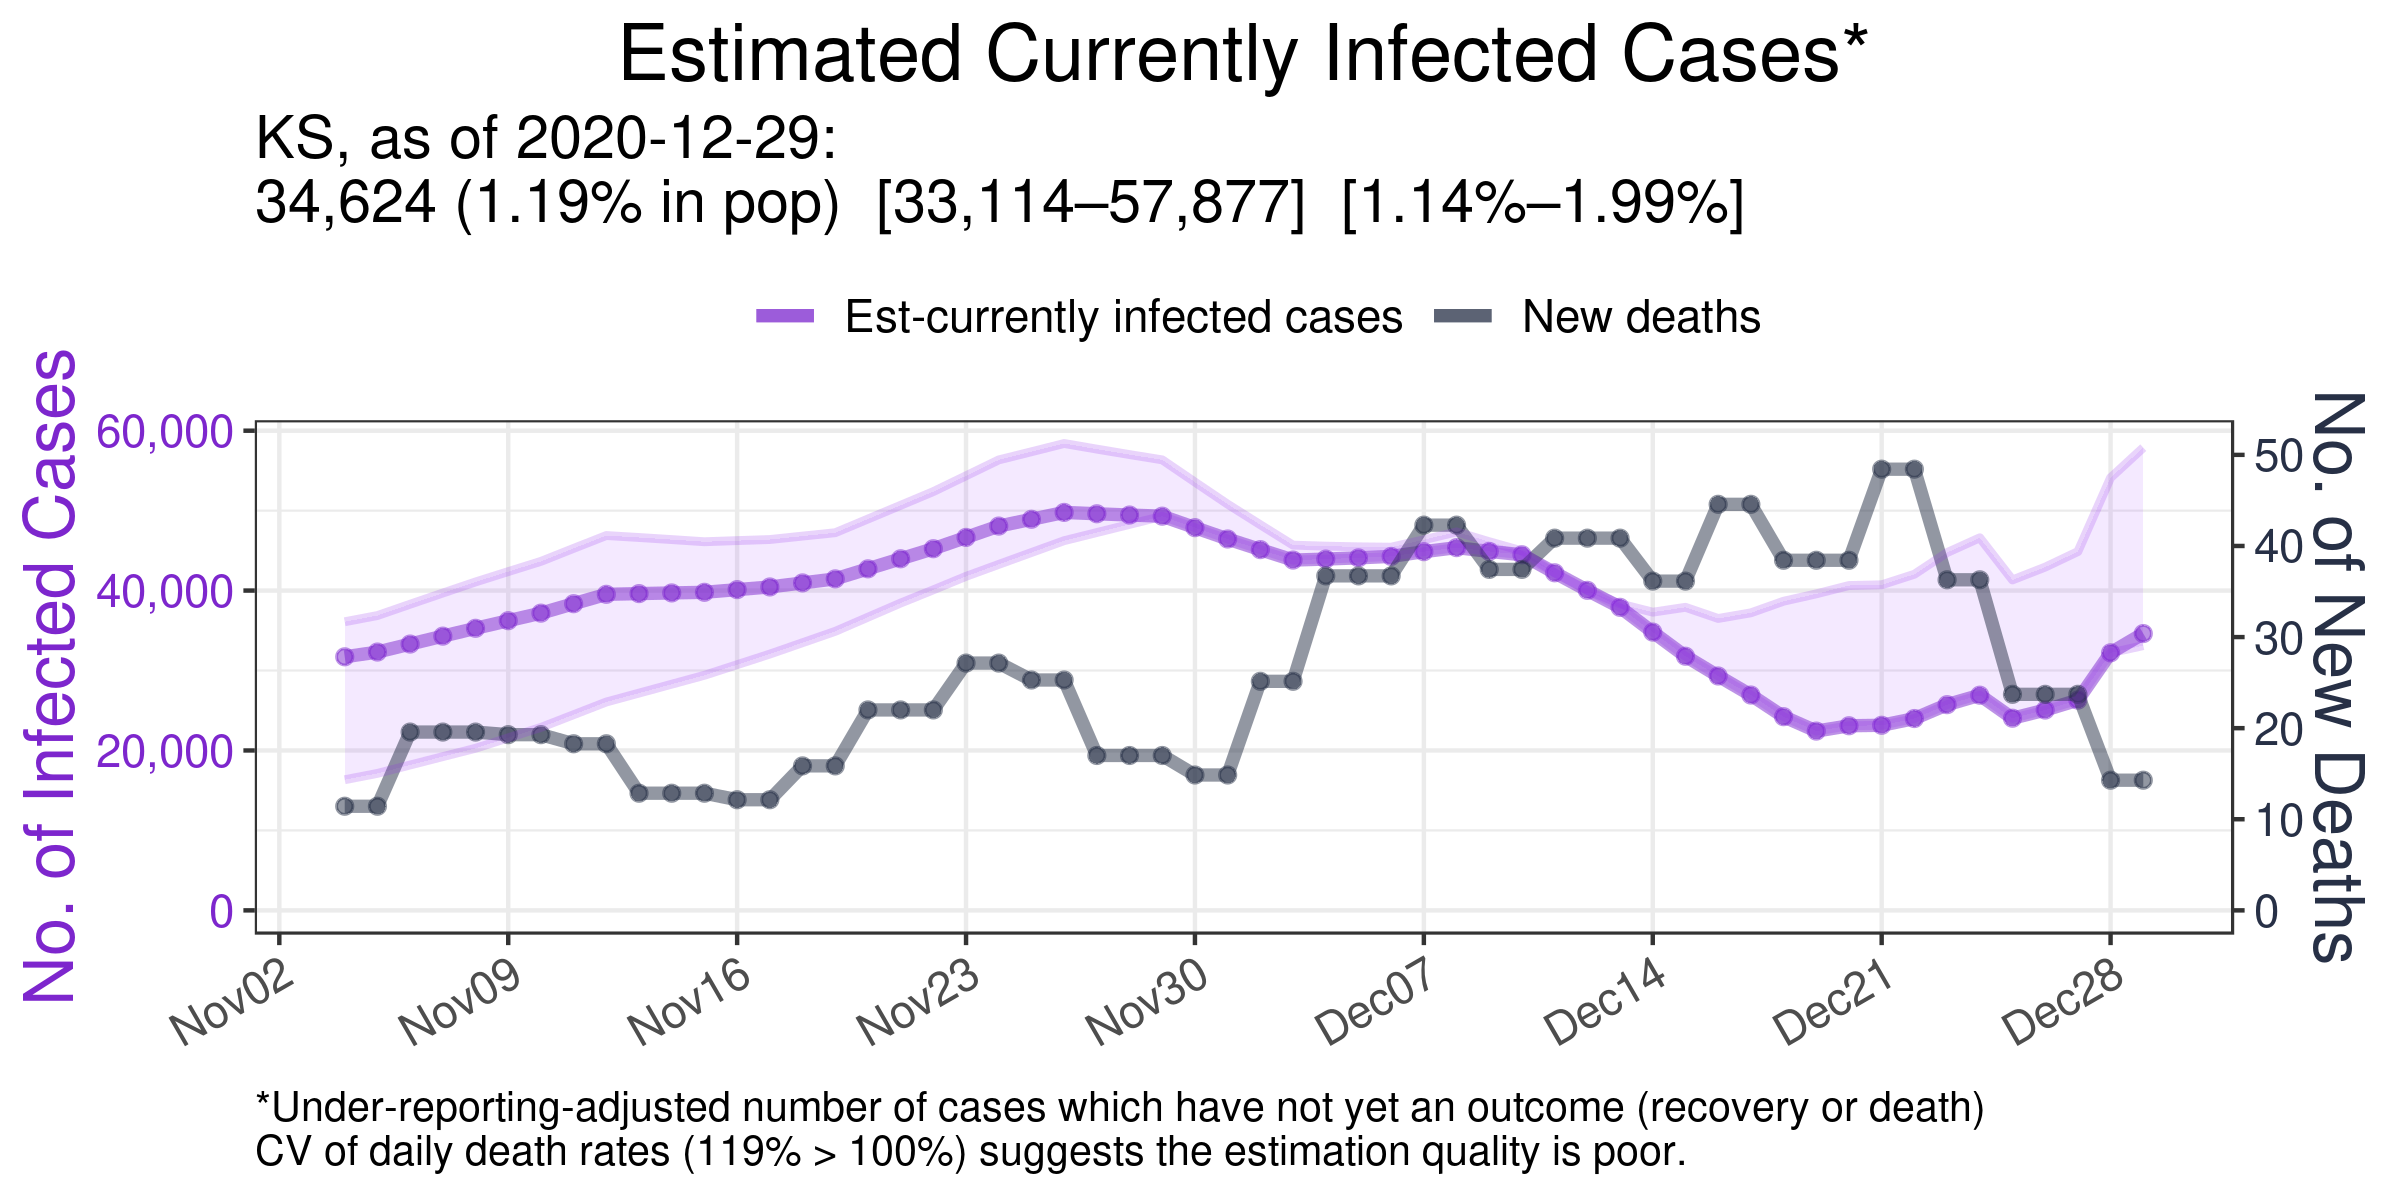 Estimated Currently Infected Cases*
KS, as of 2020-12-29:
34,624 (1.19% in pop)  [33,114–57,877]  [1.14%–1.99%]
Est-currently infected cases
New deaths
No. of Infected Cases
60,000
40,000
20,000
0
No. of New Deaths
50
40
30
20
10
0
Nov02
Nov09
Nov16
Nov23
Nov30
Dec07
Dec14
Dec21
Dec28
*Under-reporting-adjusted number of cases which have not yet an outcome (recovery or death)
CV of daily death rates (119% > 100%) suggests the estimation quality is poor.